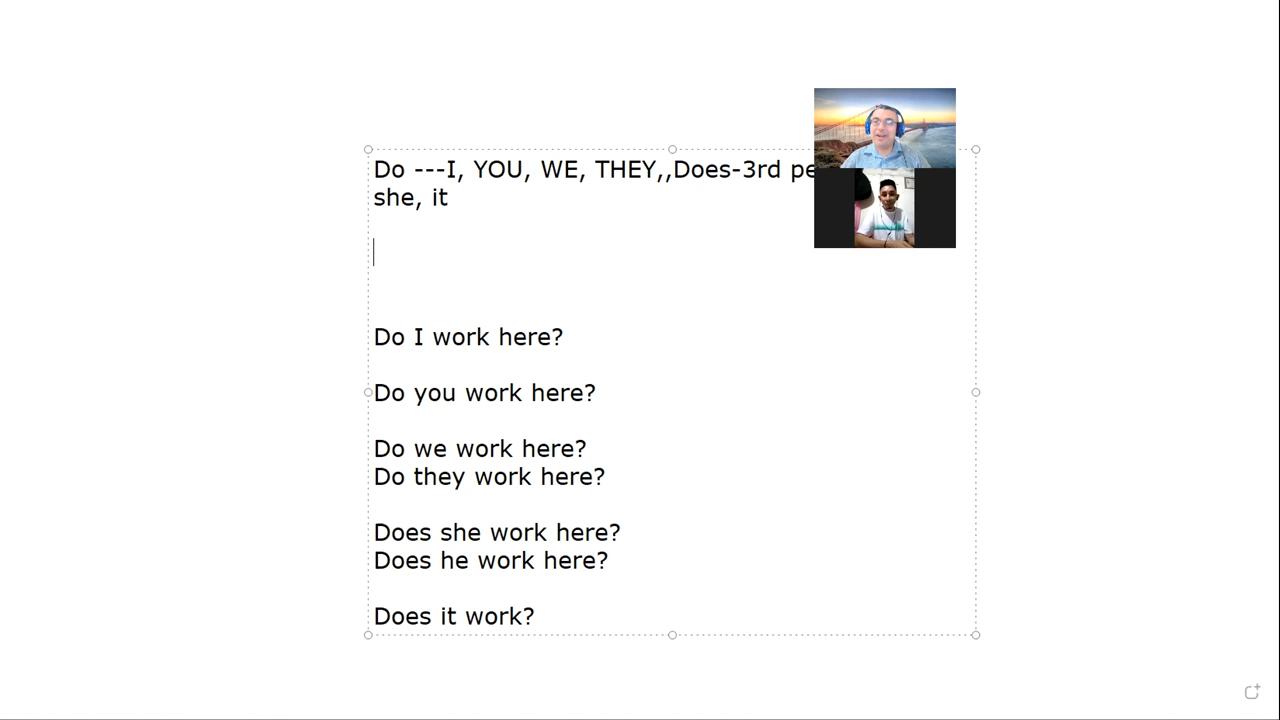 Do ---I, YOU, WE, THEY,,Does-3rd
she, it
Do I work here?
Do you work here?
Do we work here?
Do they work here?
Does she work here?
Does he work here?
Does it work?